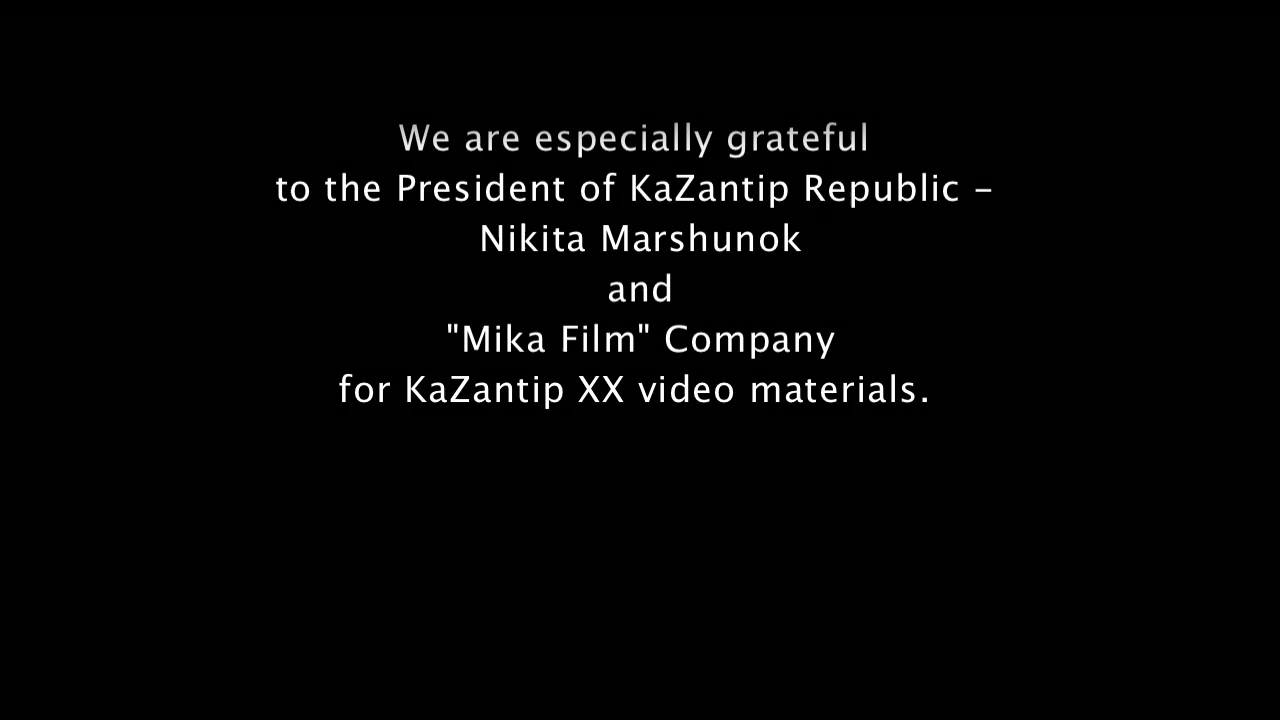 We are especially grateful
to the President of KaZantip Republic -
Nikita Marshunok
and
"Mika Film" Company
for KaZantip XX video materials.